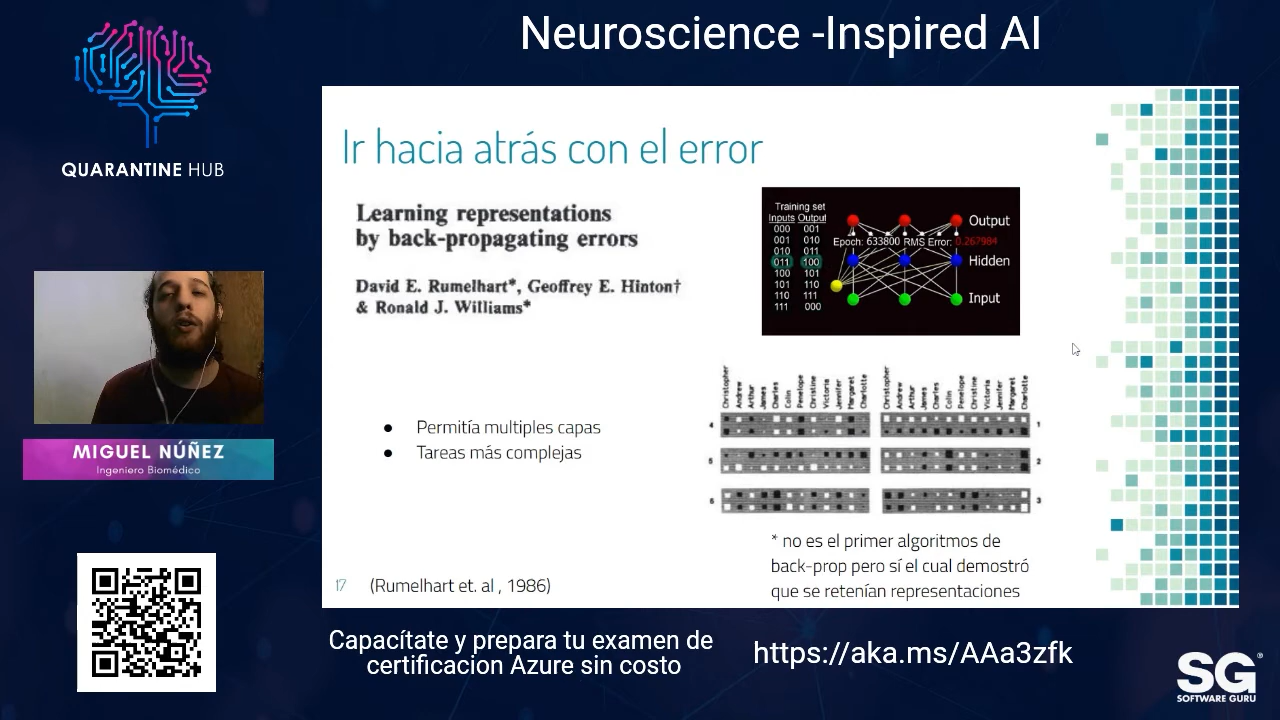 Neuroscience -Inspired AI
QUARANTINE HUB
Ir hacia atrás con el error
Learning representations
by back-propagating errors
David E. Rumelhart*, Geoffrey E. Hinton†
& Ronald J. Williams*
Training set
Inputs Output
000 001
001 010
010 011
011 100
100 101
101 110
110 111
111 000
Output
Epoch: 633800 RMS Error: 0.267984
Hidden
Input
MIGUEL NÚÑEZ
Ingeniero Biomédico
Permitía multiples capas
Tareas más complejas
Christopher
Andrew
Arthur
James
Charles
Colin
Penelope
Christine
Victoria
Jennifer
Margaret
Charlotte
Christopher
Andrew
Arthur
James
Charles
Colin
Penelope
Christine
Victoria
Jennifer
Margaret
Charlotte
4
1
5
2
6
3
* no es el primer algoritmos de
back-prop pero sí el cual demostró
que se retenían representaciones
17 (Rumelhart et. al , 1986)
Capacítate y prepara tu examen de
certificacion Azure sin costo
https://aka.ms/AAa3zfk
SG
SOFTWARE GURU